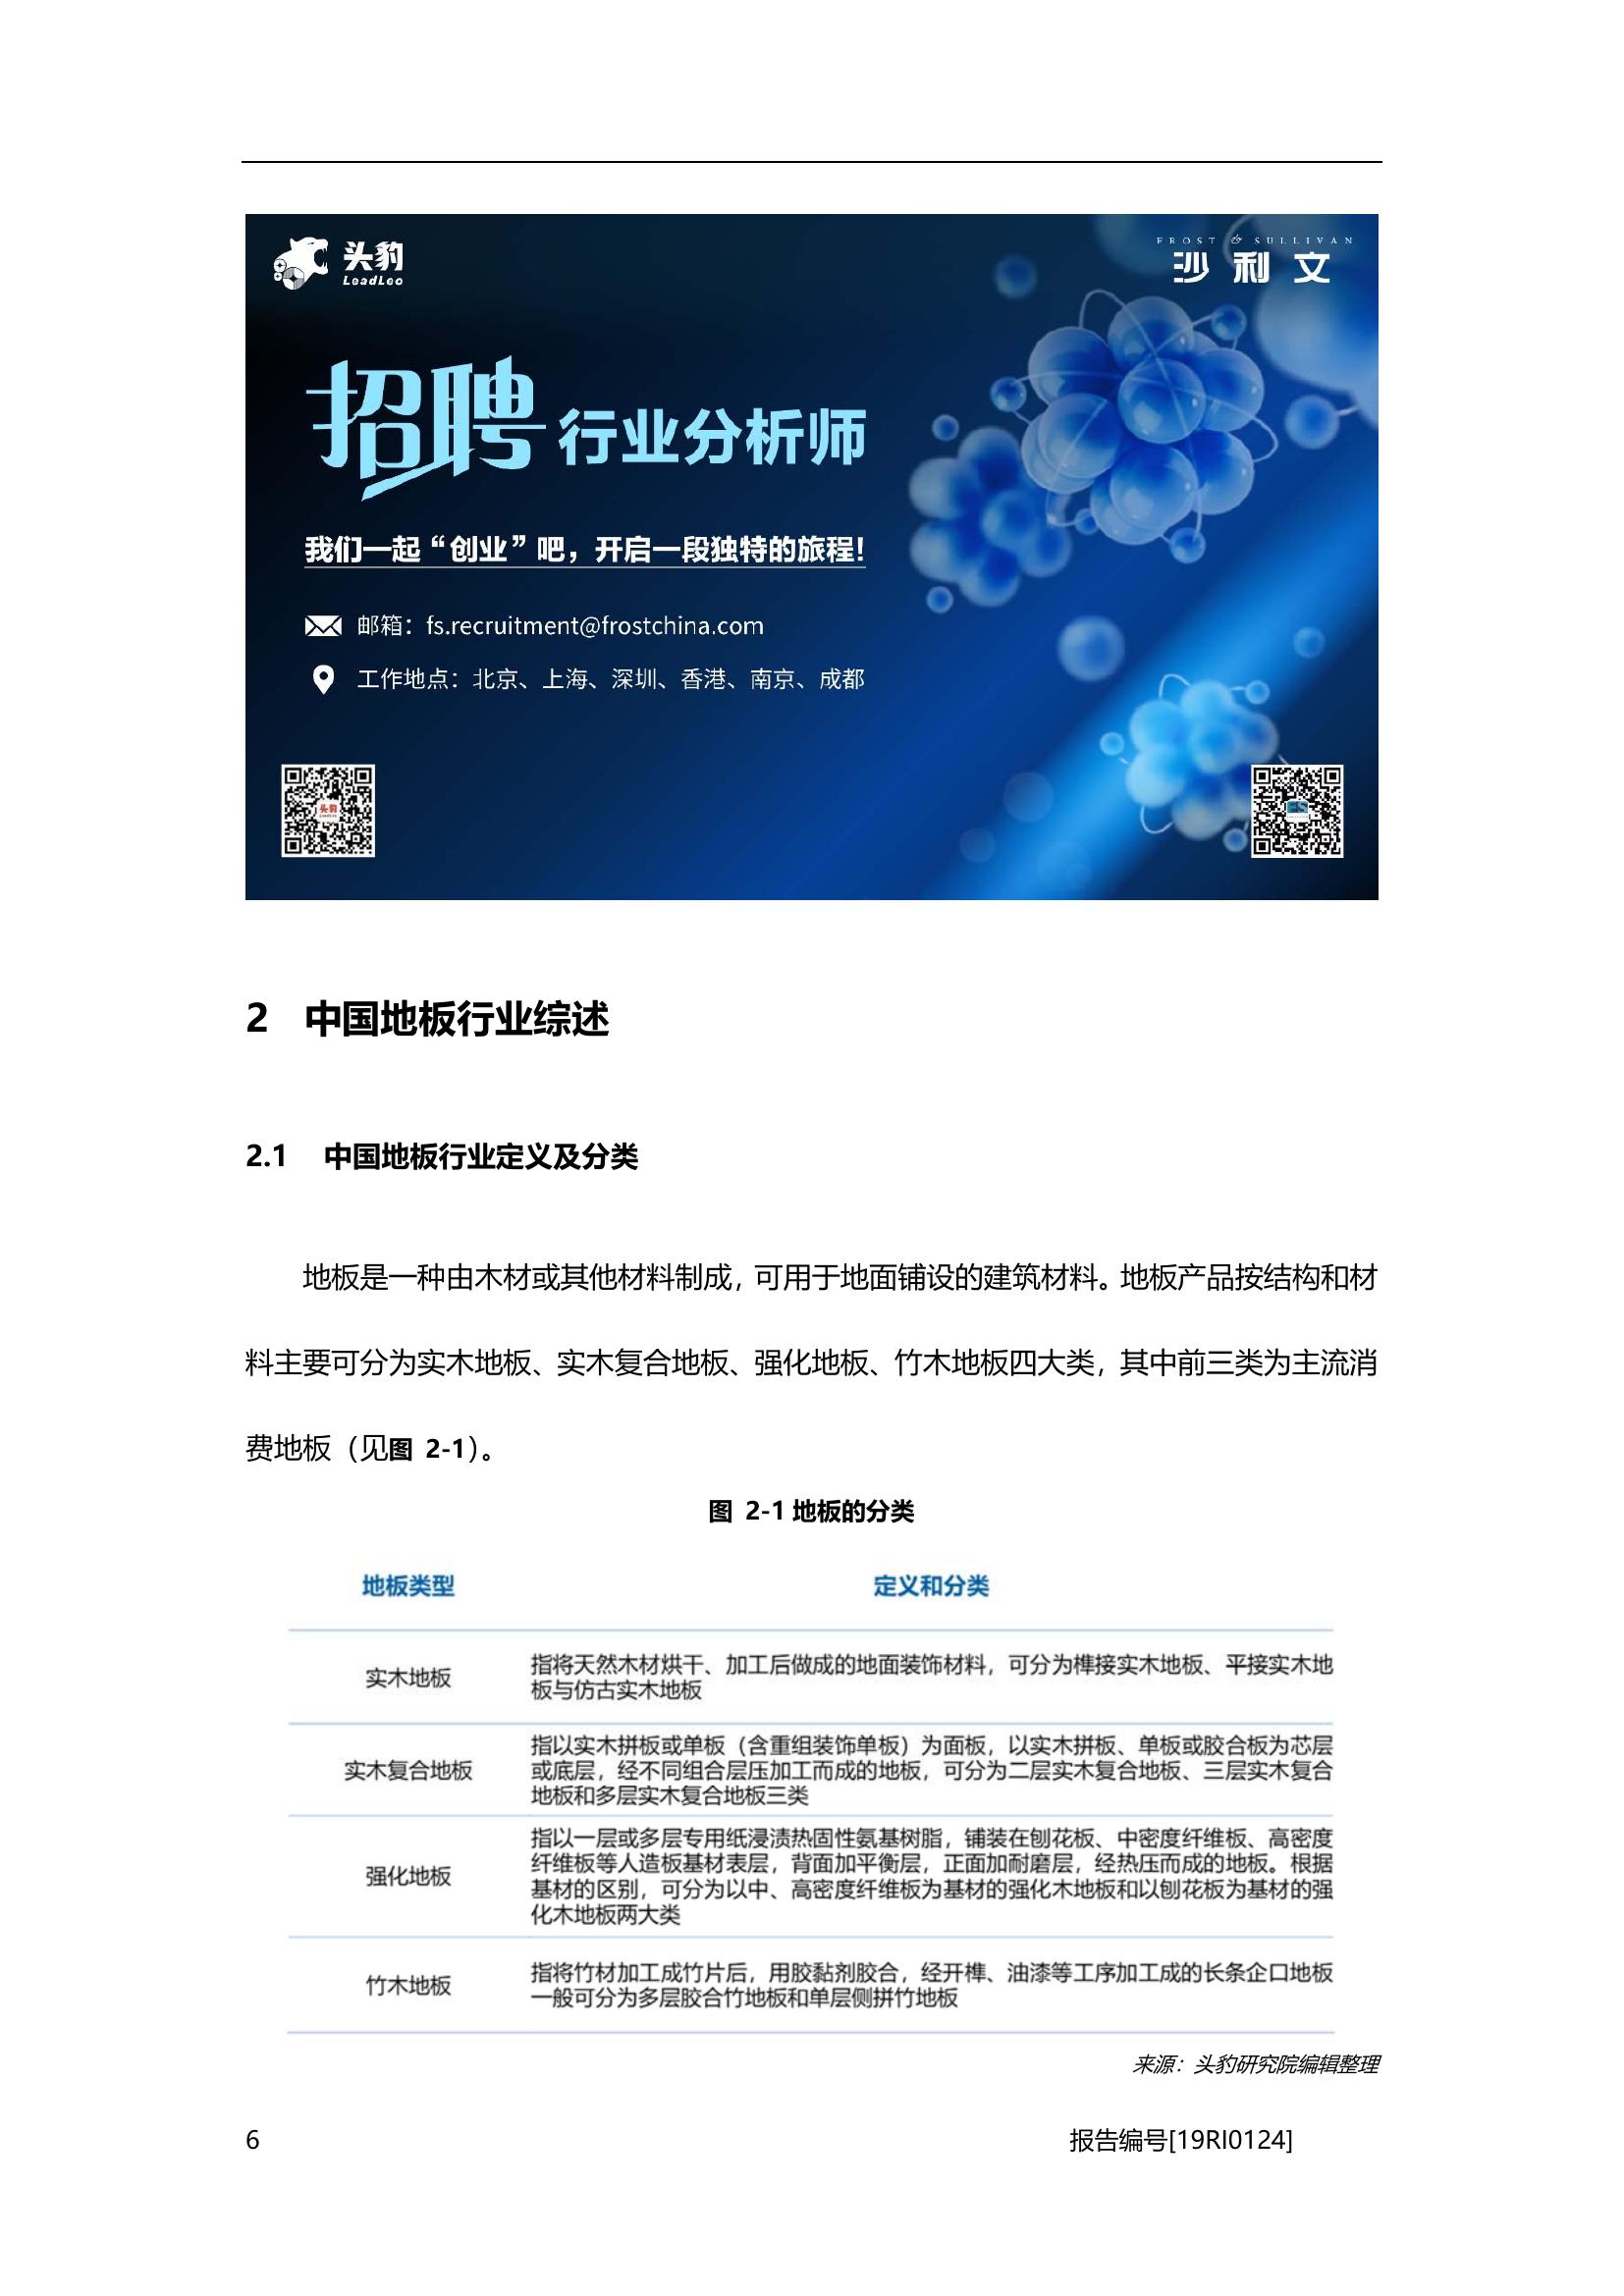 头豹
LeadLeo
FROST & SULLIVAN
沙利文
招聘 行业分析师
我们一起“创业”吧，开启一段独特的旅程！
邮箱：fs.recruitment@frostchina.com
工作地点：北京、上海、深圳、香港、南京、成都
头豹
2 中国地板行业综述
2.1 中国地板行业定义及分类
地板是一种由木材或其他材料制成，可用于地面铺设的建筑材料。地板产品按结构和材
料主要可分为实木地板、实木复合地板、强化地板、竹木地板四大类，其中前三类为主流消
费地板（见图 2-1）。
图 2-1 地板的分类
地板类型 定义和分类
实木地板
指将天然木材烘干、加工后做成的地面装饰材料，可分为榫接实木地板、平接实木地
板与仿古实木地板
实木复合地板
指以实木拼板或单板（含重组装饰单板）为面板，以实木拼板、单板或胶合板为芯层
或底层，经不同组合层压加工而成的地板，可分为二层实木复合地板、三层实木复合
地板和多层实木复合地板三类
强化地板
指以一层或多层专用纸浸渍热固性氨基树脂，铺装在刨花板、中密度纤维板、高密度
纤维板等人造板基材表层，背面加平衡层，正面加耐磨层，经热压而成的地板。根据
基材的区别，可分为以中、高密度纤维板为基材的强化木地板和以刨花板为基材的强
化木地板两大类
竹木地板
指将竹材加工成竹片后，用胶黏剂胶合，经开榫、油漆等工序加工成的长条企口地板
一般可分为多层胶合竹地板和单层侧拼竹地板
来源：头豹研究院编辑整理
6 报告编号[19RI0124]